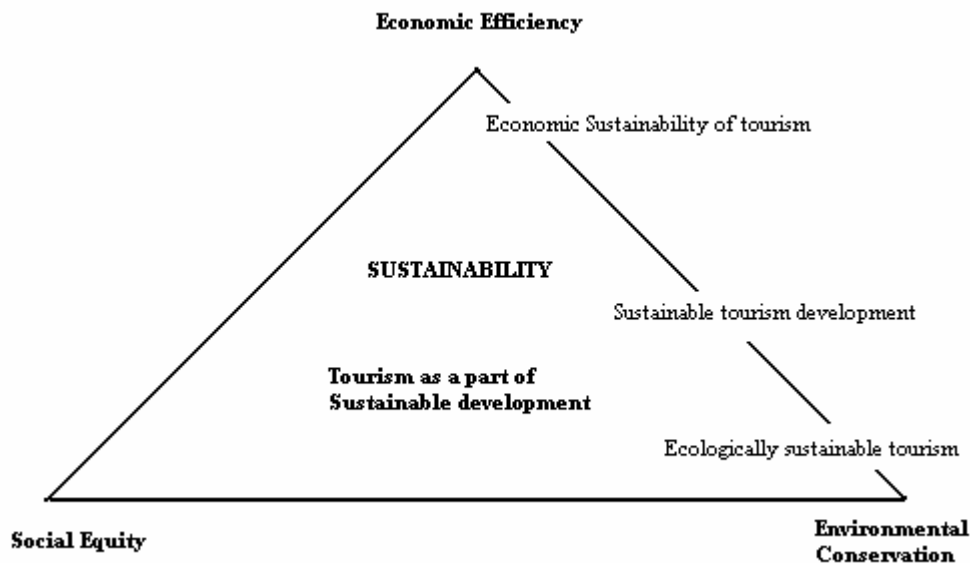 Economic Efficiency
Economic Sustainability of tourism
SUSTAINABILITY
Sustainable tourism development
Tourism as a part of
Sustainable development
Ecologically sustainable tourism
Social Equity
Environmental
Conservation